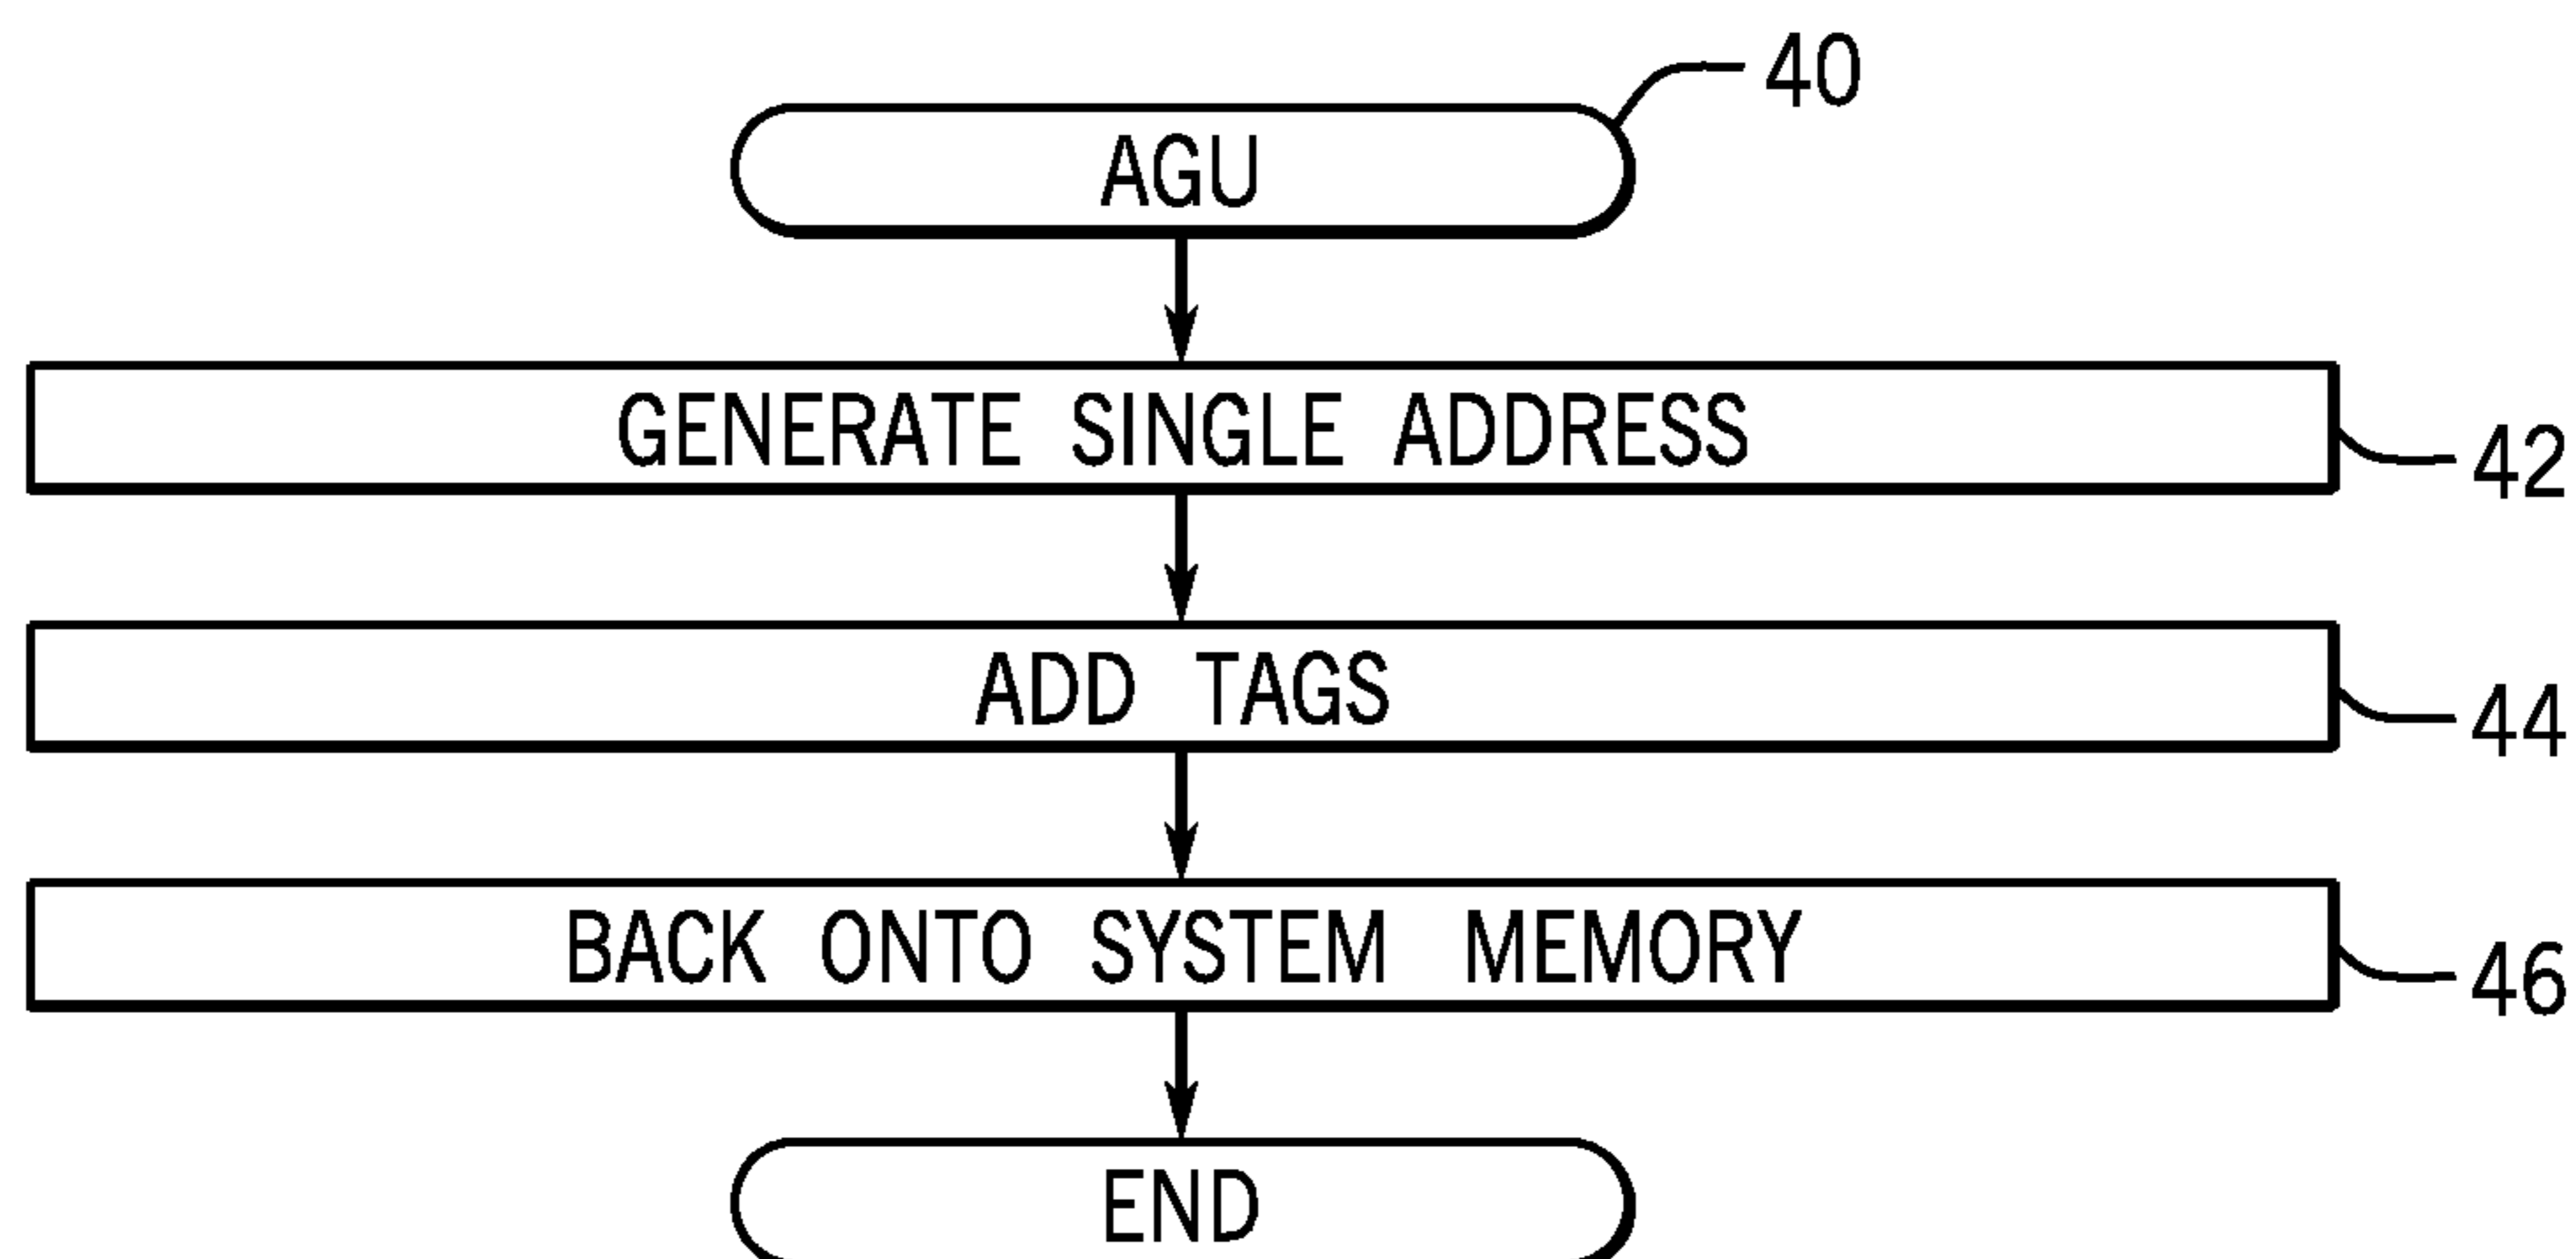 40
AGU
GENERATE SINGLE ADDRESS
42
ADD TAGS
44
BACK ONTO SYSTEM MEMORY
46
END